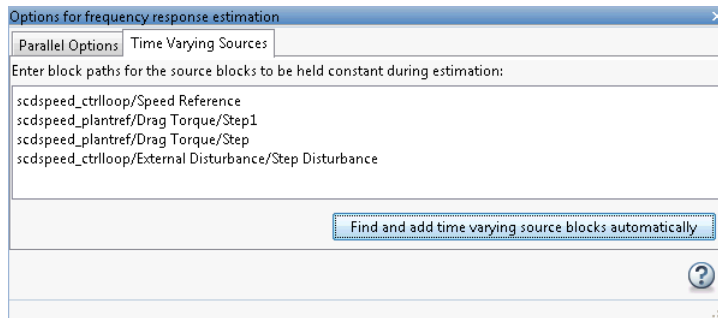 Options for frequency response estimation
Parallel Options Time Varying Sources
Enter block paths for the source blocks to be held constant during estimation:
scdspeed_ctrlloop/Speed Reference
scdspeed_plantref/Drag Torque/Step1
scdspeed_plantref/Drag Torque/Step
scdspeed_ctrlloop/External Disturbance/Step Disturbance
Find and add time varying source blocks automatically
?